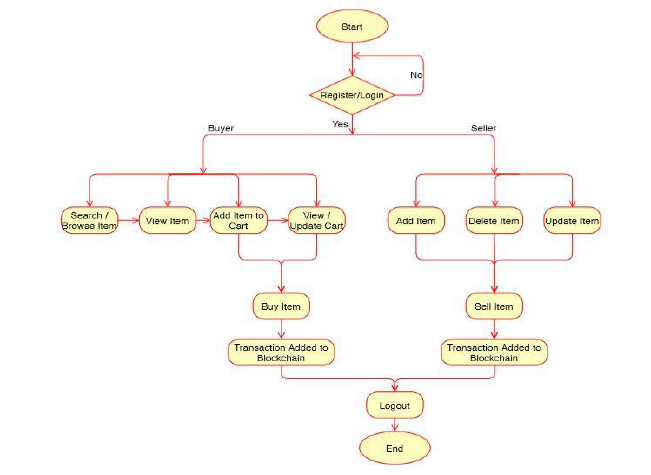 Start
No
Register/Login
Yes
Buyer
Seller
Search /
Browse Item
View Item
Add Item to
Cart
View /
Update Cart
Add Item
Delete Item
Update Item
Buy Item
Sell Item
Transaction Added to
Blockchain
Transaction Added to
Blockchain
Logout
End